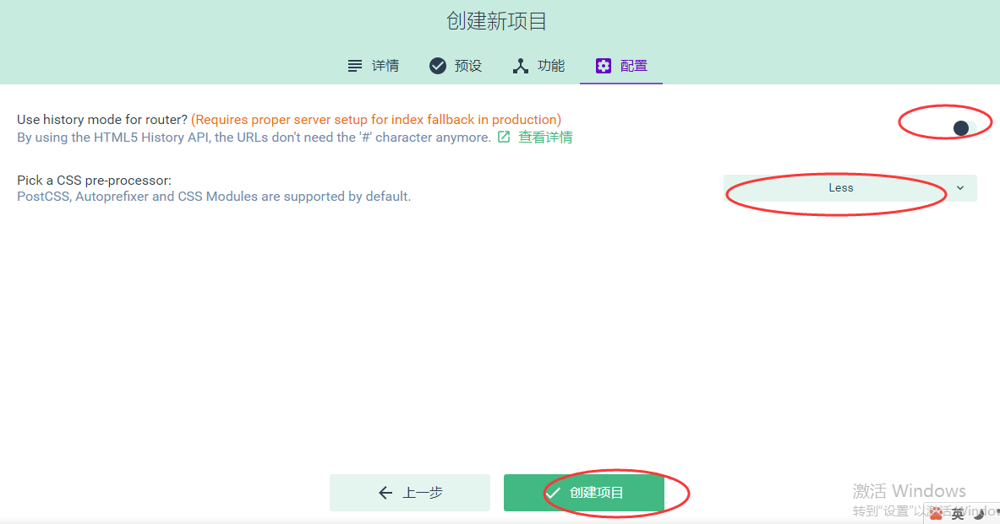 创建新项目
详情 预设 功能 配置
Use history mode for router? (Requires proper server setup for index fallback in production)
By using the HTML5 History API, the URLs don't need the '#' character anymore. 查看详情
Pick a CSS pre-processor:
PostCSS, Autoprefixer and CSS Modules are supported by default.
Less
上一步 创建项目
激活 Windows
转到"设置"以激活 Windo
英